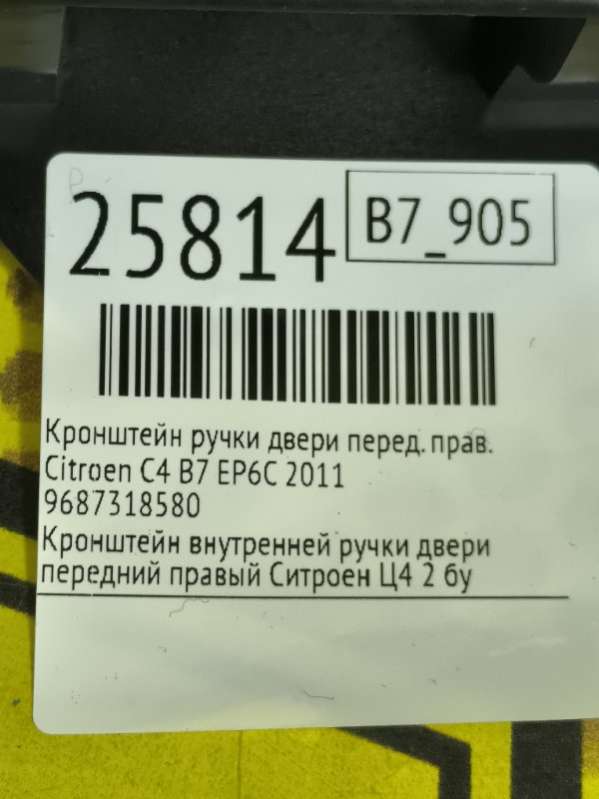 25814
B7_905
Кронштейн ручки двери перед. прав.
Citroen C4 B7 EP6C 2011
9687318580
Кронштейн внутренней ручки двери
передний правый Ситроен Ц4 2 бу